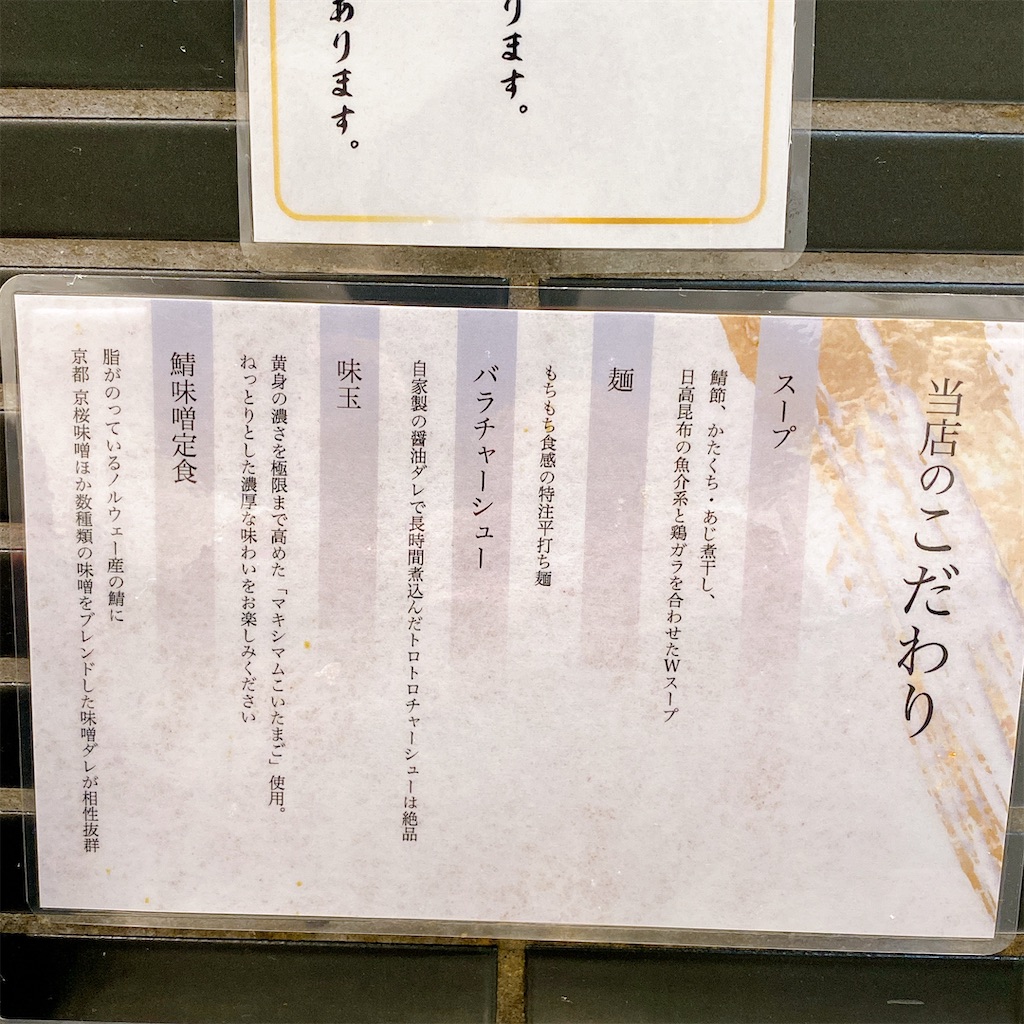 ります。
あります。
当店のこだわり
スープ
鯖節、かたくち・あじ煮干し、
日高昆布の魚介系と鶏ガラを合わせたWスープ
麺
もちもち食感の特注平打ち麺
バラチャーシュー
自家製の醤油ダレで長時間煮込んだトロトロチャーシューは絶品
味玉
黄身の濃さを極限まで高めた「マキシマムこいたまご」使用。
ねっとりとした濃厚な味わいをお楽しみください
鯖味噌定食
脂がのっているノルウェー産の鯖に
京都 京桜味噌ほか数種類の味噌をブレンドした味噌ダレが相性抜群